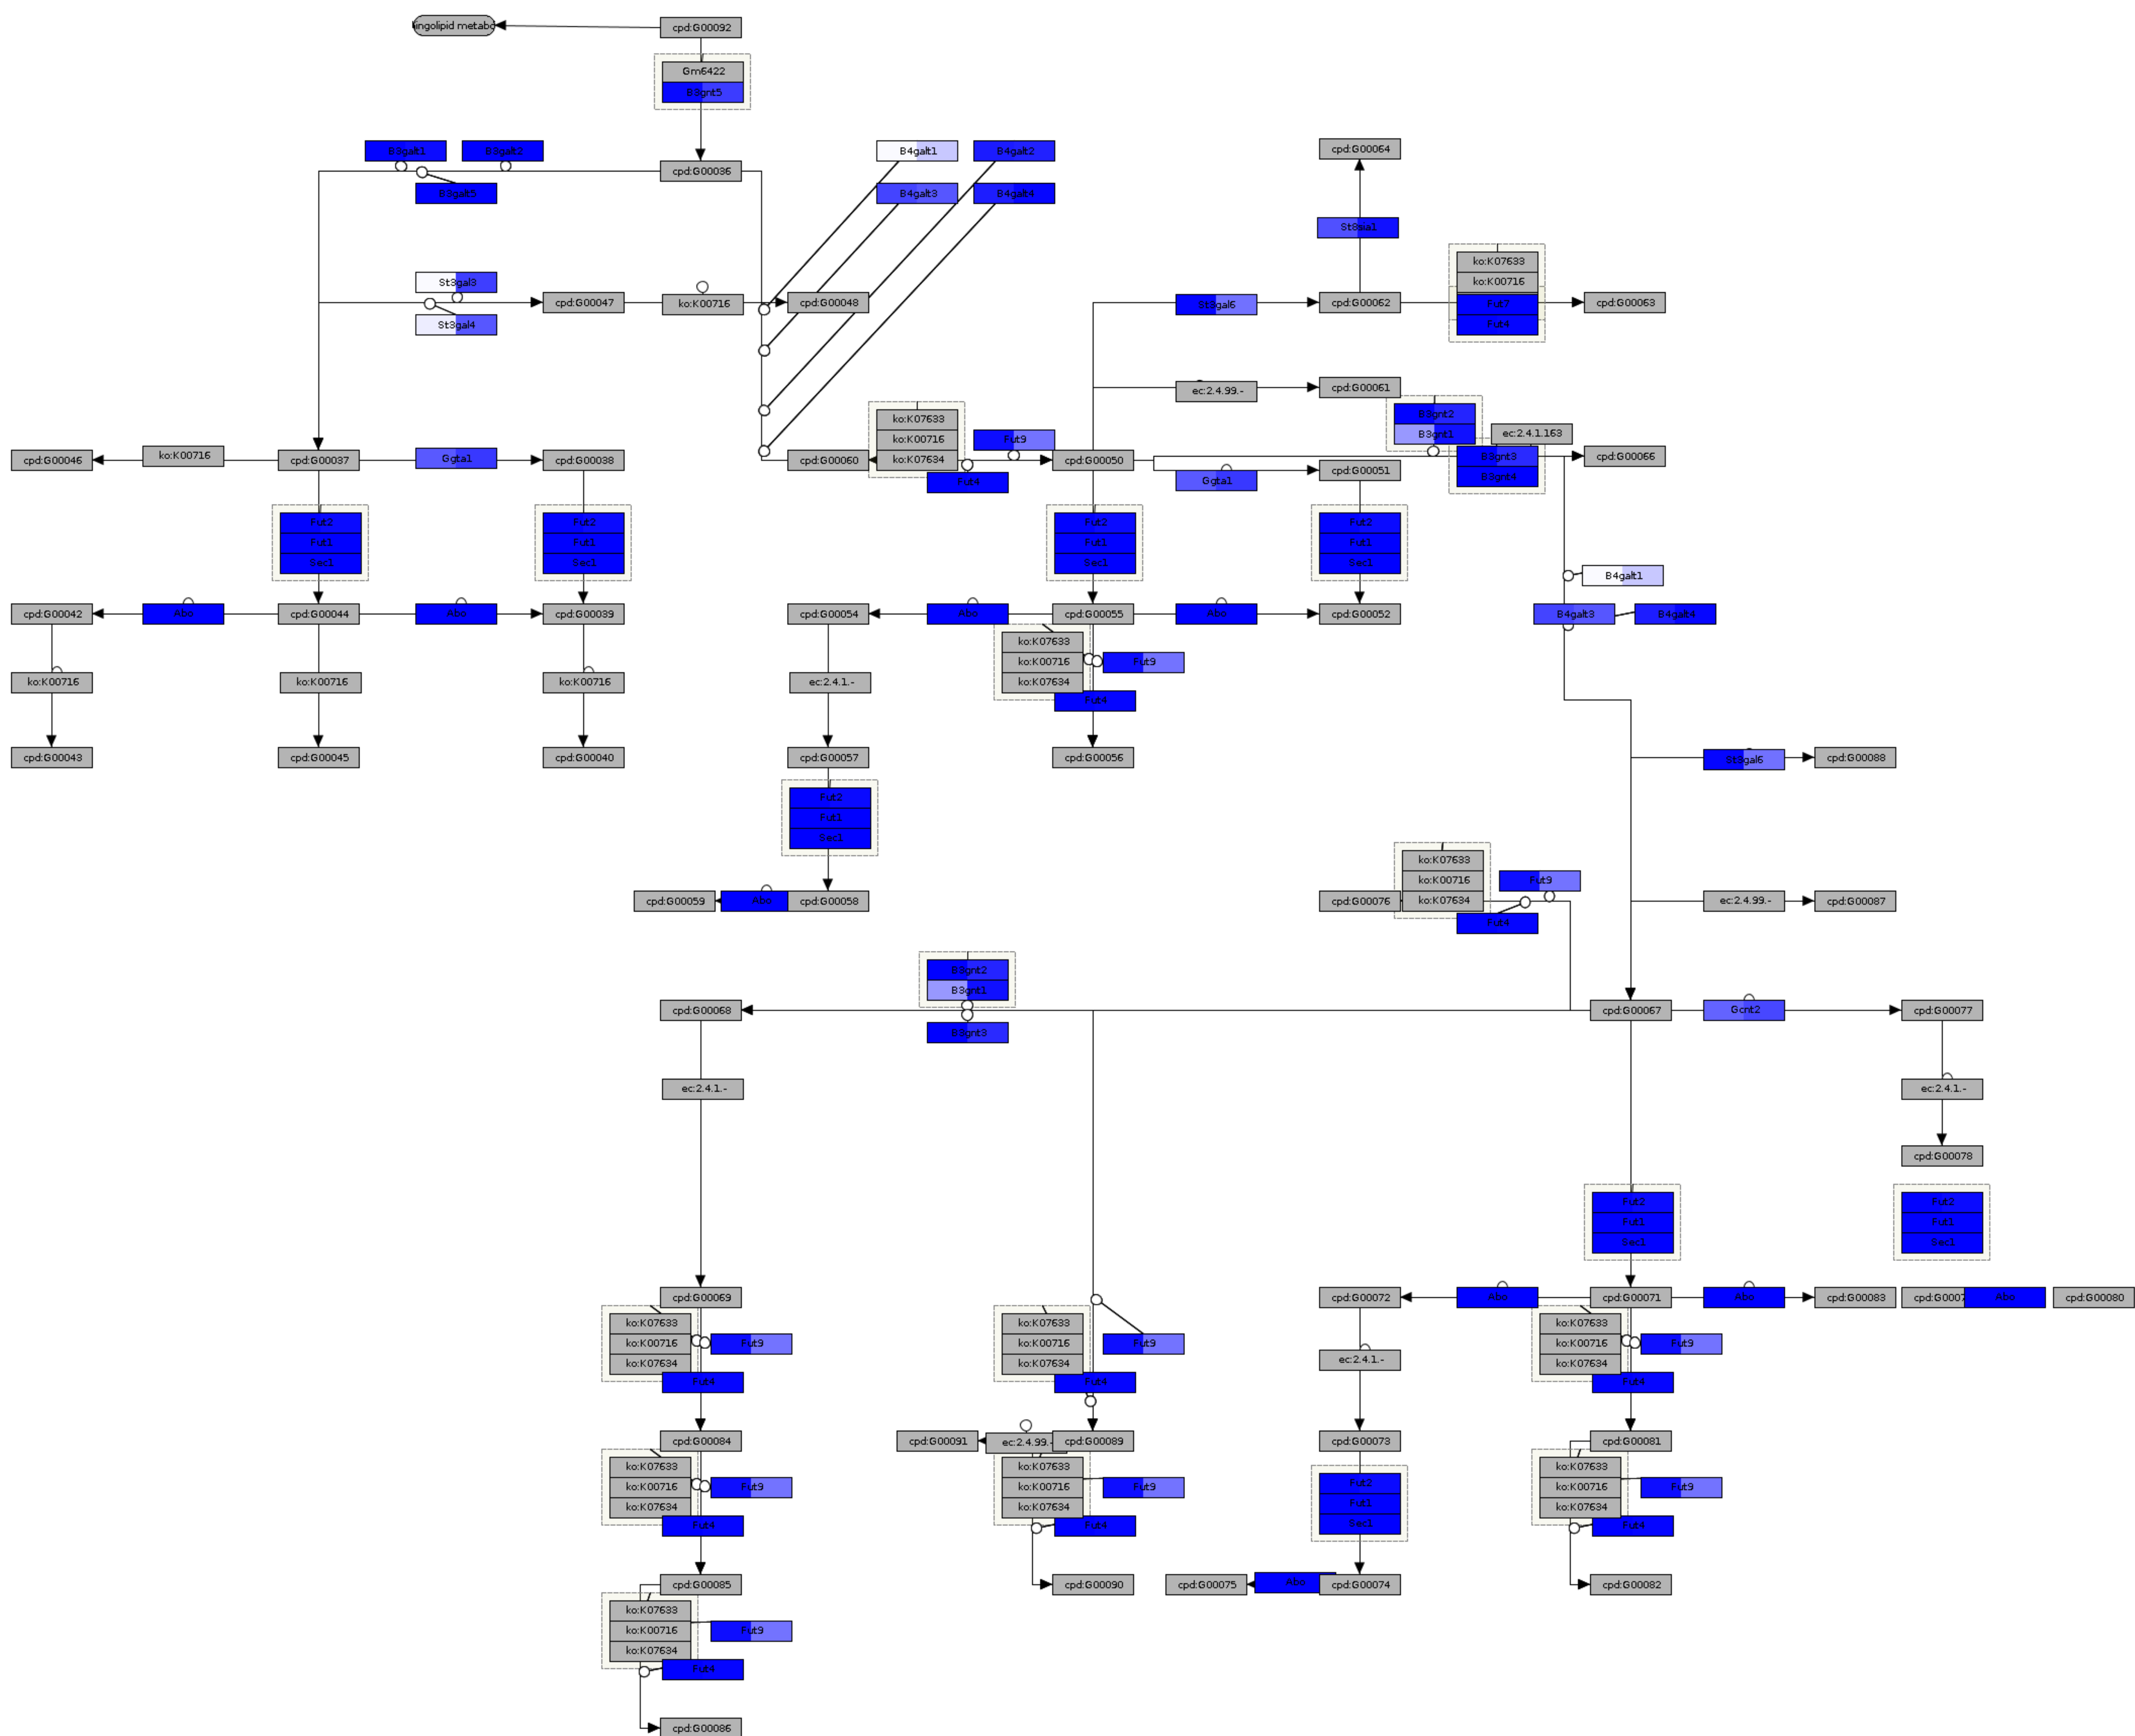 ingolipid metabo
cpd:G00092
Gm6422
B3gnt5
B3galt1
B3galt2
B4galt1
B4galt2
cpd:G00064
cpd:G00036
B3galt5
B4galt3
B4galt4
St8sia1
ko:K07633
ko:K00716
St3gal3
cpd:G00047
ko:K00716
cpd:G00048
St3gal6
cpd:G00062
Fut7
cpd:G00063
St3gal4
Fut4
ec:2.4.99.-
cpd:G00061
ko:K07633
B3gnt2
ko:K00716
Fut9
B3gnt1
ec:2.4.1.163
cpd:G00046
ko:K00716
cpd:G00037
Ggta1
cpd:G00038
cpd:G00060
ko:K07634
cpd:G00050
cpd:G00051
B3gnt3
cpd:G00066
Fut4
Ggta1
B3gnt4
Fut2
Fut2
Fut2
Fut2
Fut1
Fut1
Fut1
Fut1
Sec1
Sec1
Sec1
Sec1
B4galt1
cpd:G00042
Abo
cpd:G00044
Abo
cpd:G00039
cpd:G00054
Abo
cpd:G00055
Abo
cpd:G00052
B4galt3
B4galt4
ko:K07633
ko:K00716
Fut9
ko:K00716
ko:K00716
ko:K00716
ec:2.4.1.-
ko:K07634
Fut4
cpd:G00043
cpd:G00045
cpd:G00040
cpd:G00057
cpd:G00056
St3gal6
cpd:G00088
Fut2
Fut1
Sec1
ko:K07633
ko:K00716
Fut9
cpd:G00059
Abo
cpd:G00058
cpd:G00076
ko:K07634
ec:2.4.99.-
cpd:G00087
Fut4
B3gnt2
B3gnt1
cpd:G00068
cpd:G00067
Gcnt2
cpd:G00077
B3gnt3
ec:2.4.1.-
ec:2.4.1.-
cpd:G00078
Fut2
Fut2
Fut1
Fut1
Sec1
Sec1
cpd:G00069
cpd:G00072
Abo
cpd:G00071
Abo
cpd:G00083
cpd:G0007
Abo
cpd:G00080
ko:K07633
ko:K07633
ko:K07633
ko:K00716
Fut9
ko:K00716
Fut9
ko:K00716
Fut9
ko:K07634
ko:K07634
ec:2.4.1.-
ko:K07634
Fut4
Fut4
Fut4
cpd:G00084
cpd:G00091
ec:2.4.99.-
cpd:G00089
cpd:G00073
cpd:G00081
ko:K07633
ko:K07633
ko:K07633
ko:K00716
Fut9
ko:K00716
Fut9
Fut2
ko:K00716
Fut9
ko:K07634
ko:K07634
Fut1
ko:K07634
Fut4
Fut4
Sec1
Fut4
cpd:G00085
cpd:G00090
cpd:G00075
Abo
cpd:G00074
cpd:G00082
ko:K07633
ko:K00716
Fut9
ko:K07634
Fut4
cpd:G00086